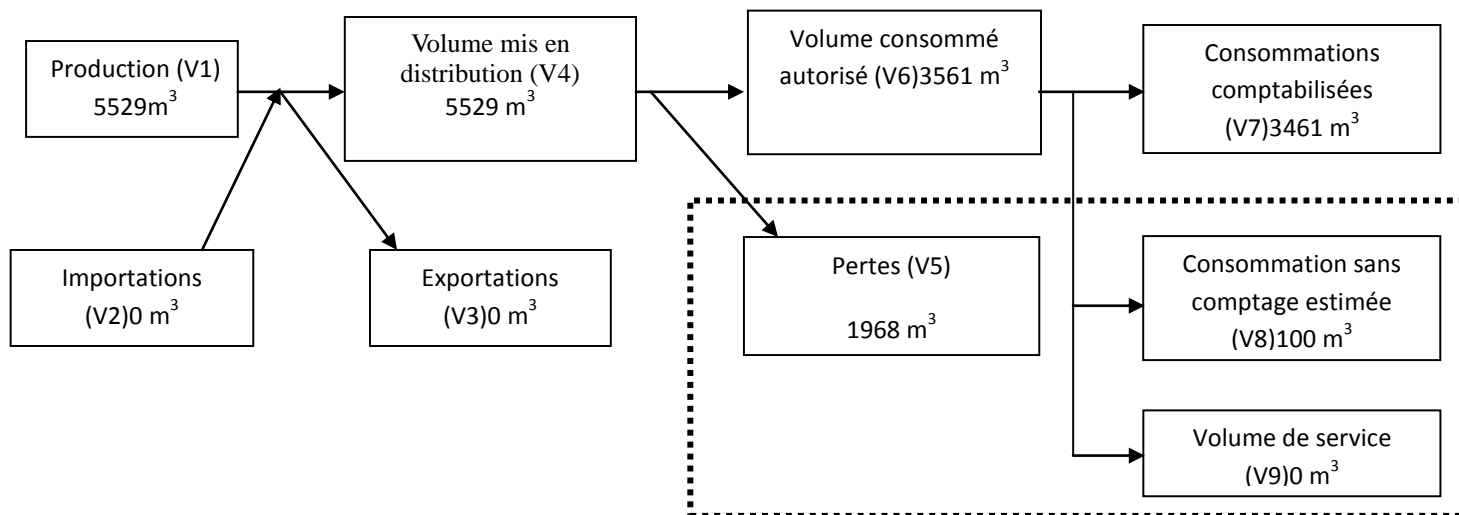 Production (V1)
5529m³
Volume mis en
distribution (V4)
5529 m³
Volume consommé
autorisé (V6)3561 m³
Consommations
comptabilisées
(V7)3461 m³
Importations
(V2)0 m³
Exportations
(V3)0 m³
Pertes (V5)
1968 m³
Consommation sans
comptage estimée
(V8)100 m³
Volume de service
(V9)0 m³